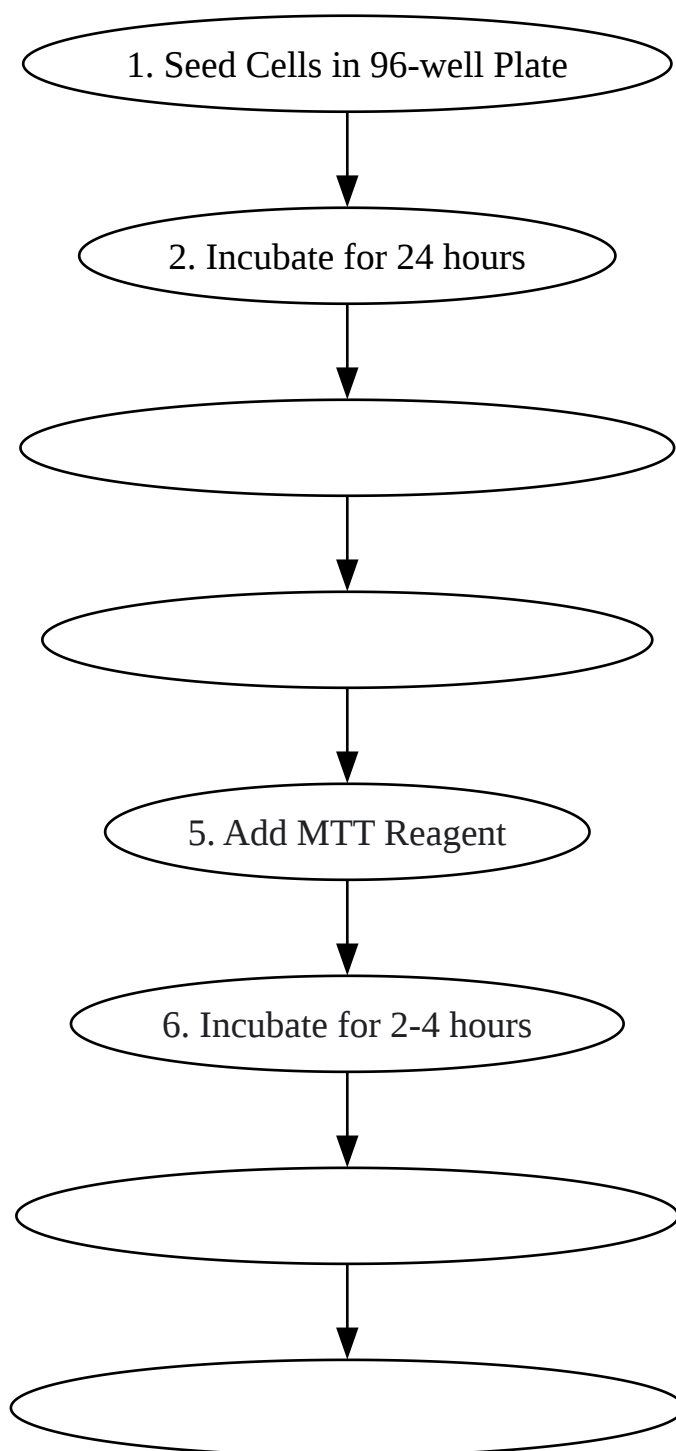 1. Seed Cells in 96-well Plate
2. Incubate for 24 hours
5. Add MTT Reagent
6. Incubate for 2-4 hours